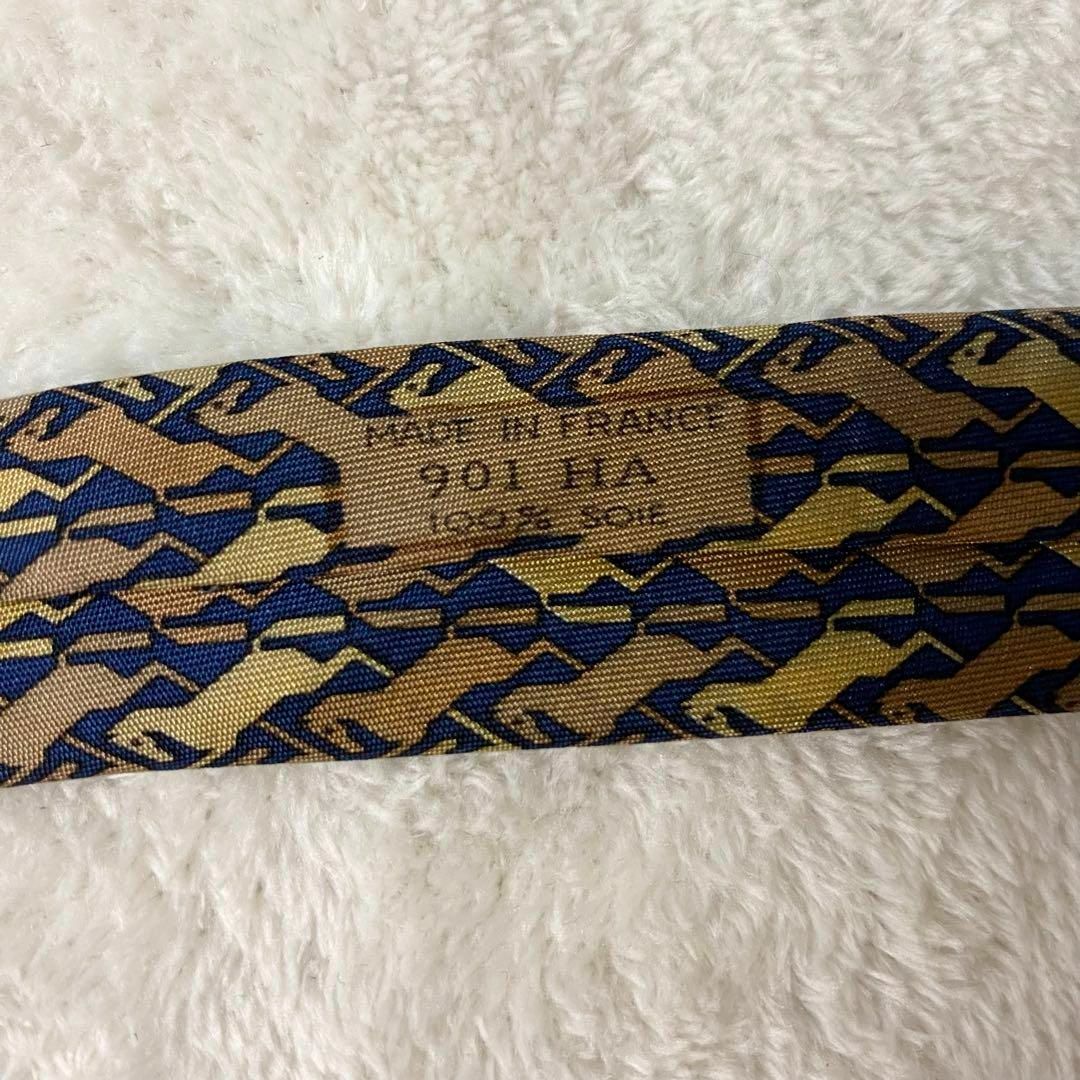 MADE IN FRANCE
901 HA
100% SOIE